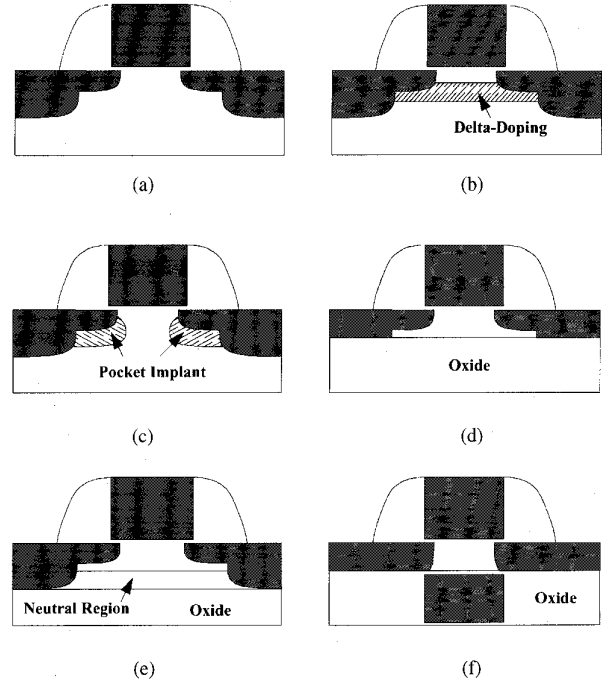 Delta-Doping
(a)
(b)
Pocket Implant
Oxide
(c)
(d)
Neutral Region
Oxide
Oxide
(e)
(f)